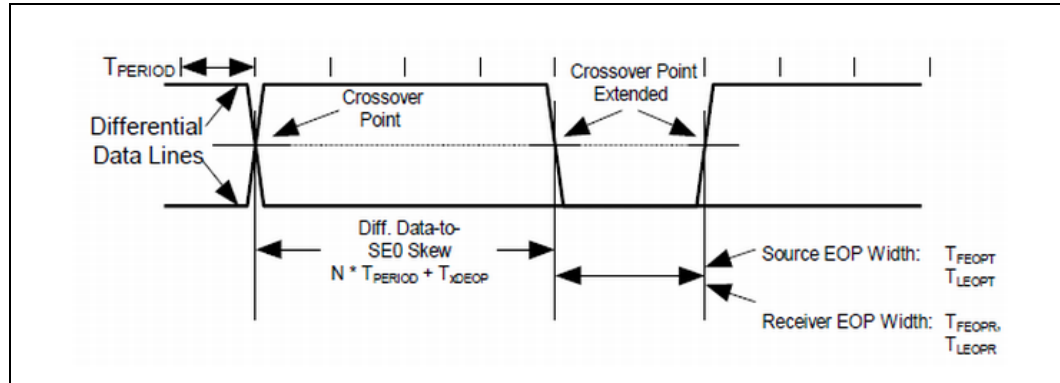 TPERIOD
Crossover
Point
Crossover Point
Extended
Differential
Data Lines
Diff. Data-to-
SE0 Skew
N * TPERIOD + TxDEOP
Source EOP Width: TFEOPT
TLEOPT
Receiver EOP Width: TFEOPR,
TLEOPR